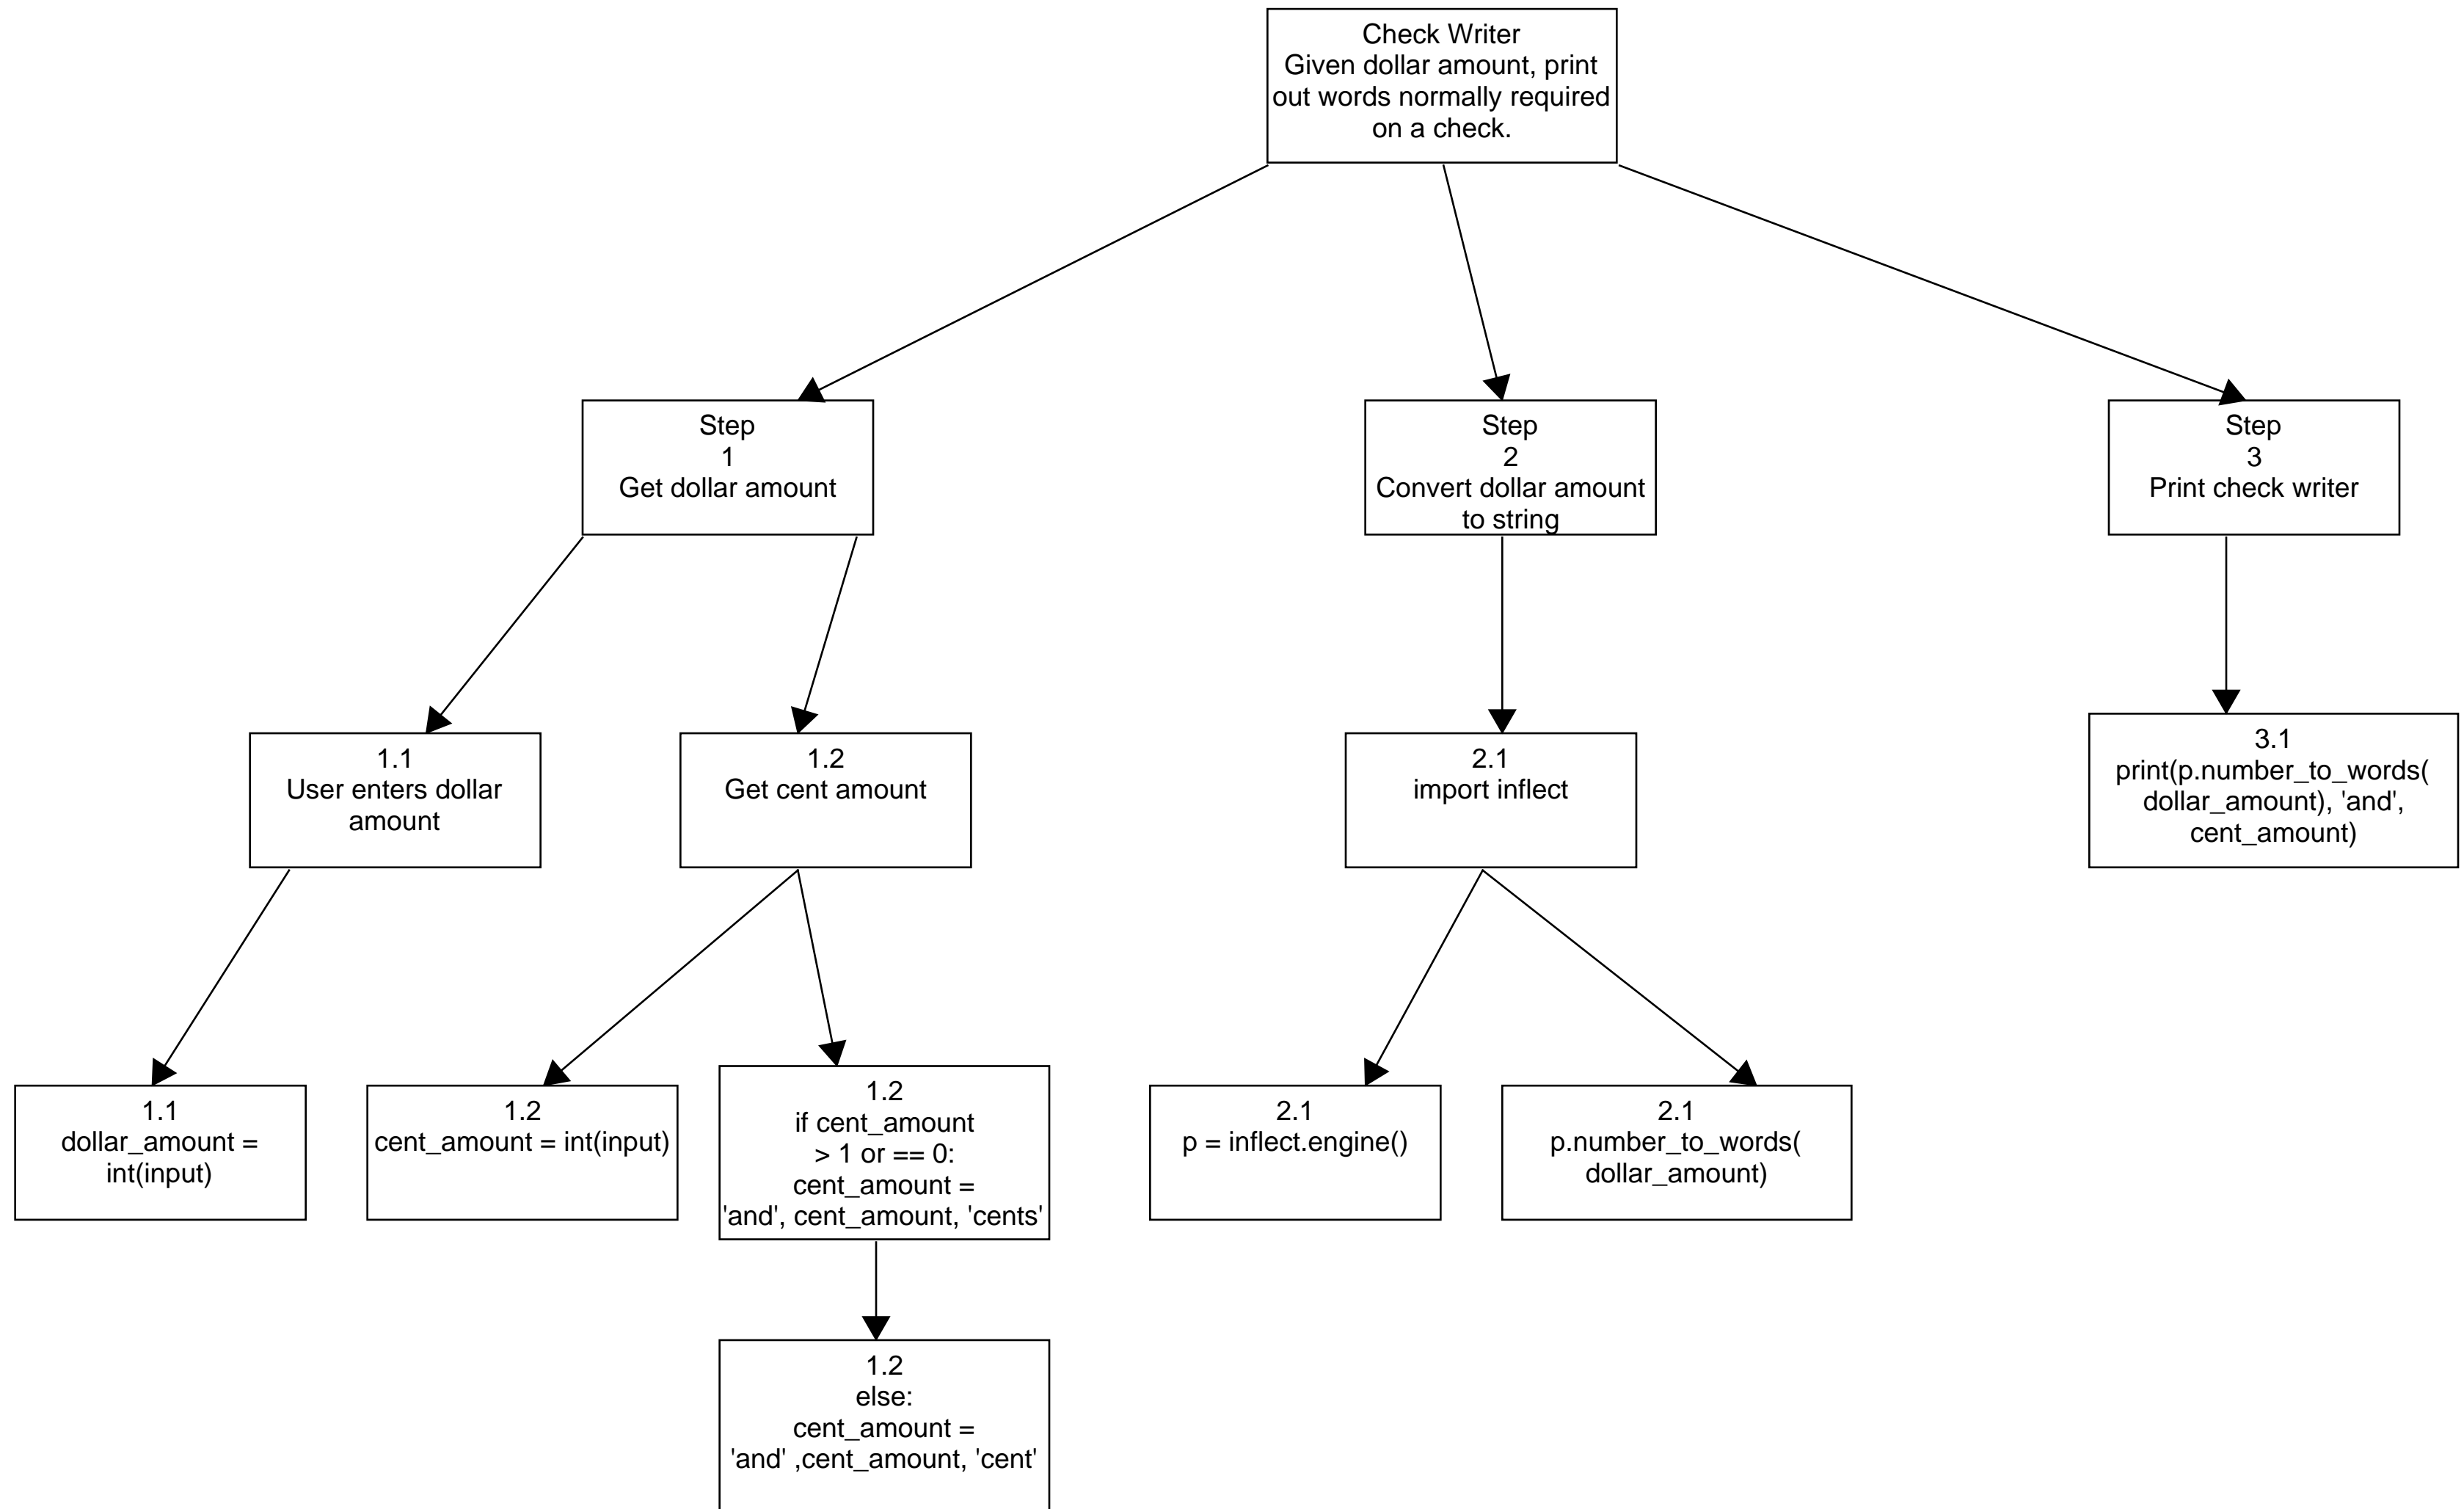 Check Writer
Given dollar amount, print
out words normally required
on a check.
Step
1
Get dollar amount
Step
2
Convert dollar amount
to string
Step
3
Print check writer
1.1
User enters dollar
amount
1.2
Get cent amount
2.1
import inflect
3.1
print(p.number_to_words(
dollar_amount), 'and',
cent_amount)
1.1
dollar_amount =
int(input)
1.2
cent_amount = int(input)
1.2
if cent_amount
> 1 or == 0:
cent_amount =
'and', cent_amount, 'cents'
2.1
p = inflect.engine()
2.1
p.number_to_words(
dollar_amount)
1.2
else:
cent_amount =
'and' ,cent_amount, 'cent'